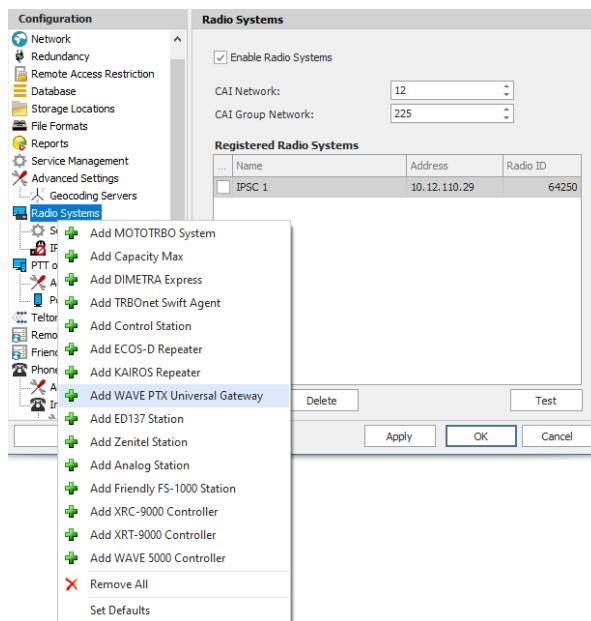 Configuration
Network
Redundancy
Remote Access Restriction
Database
Storage Locations
File Formats
Reports
Service Management
Advanced Settings
Geocoding Servers
Radio Systems
PTT o
Teltor
Remo
Friend
Phone
Radio Systems
Enable Radio Systems
CAI Network: 12
CAI Group Network: 225
Registered Radio Systems
... Name Address Radio ID
IPSC 1 10.12.110.29 64250
Delete Test
Apply OK Cancel
Add MOTOTRBO System
Add Capacity Max
Add DIMETRA Express
Add TRBOnet Swift Agent
Add Control Station
Add ECOS-D Repeater
Add KAIROS Repeater
Add WAVE PTX Universal Gateway
Add ED137 Station
Add Zenitel Station
Add Analog Station
Add Friendly FS-1000 Station
Add XRC-9000 Controller
Add XRT-9000 Controller
Add WAVE 5000 Controller
Remove All
Set Defaults